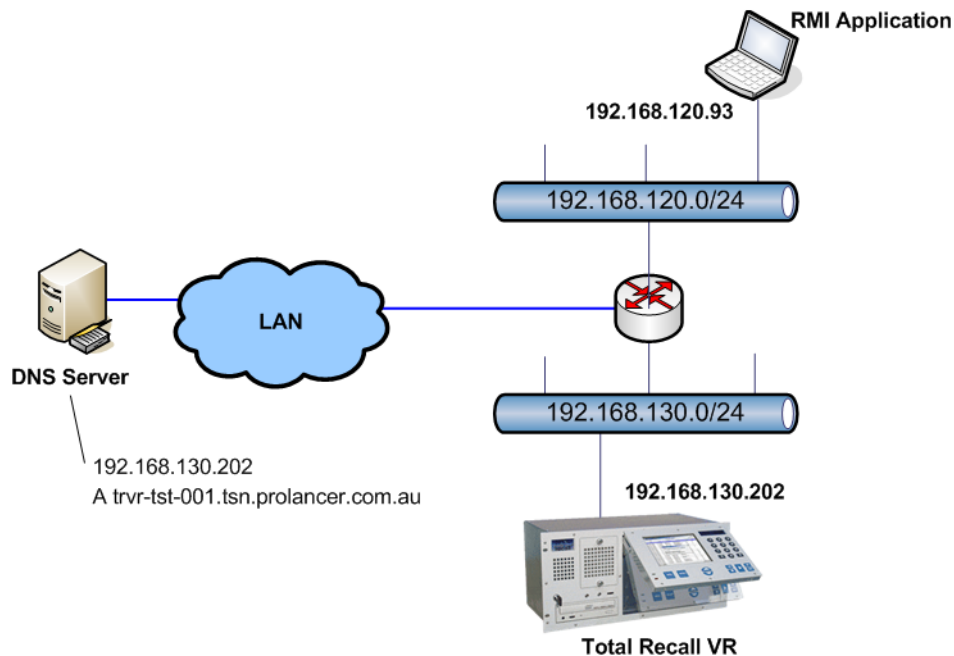 RMI Application
192.168.120.93
192.168.120.0/24
LAN
DNS Server
192.168.130.0/24
192.168.130.202
A trvr-tst-001.tsn.prolancer.com.au
192.168.130.202
Total Recall VR